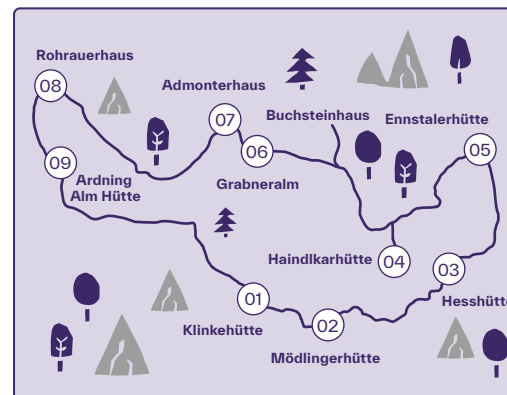 Rohrauerhaus
08
Admonterhaus
07
Buchsteinhaus
Ennstalerhütte
05
06
09
Ardning
Alm Hütte
Grabneralm
Haindlkarhütte
04
03
Hesshütte
01
Klinkehütte
02
Mödlingerhütte